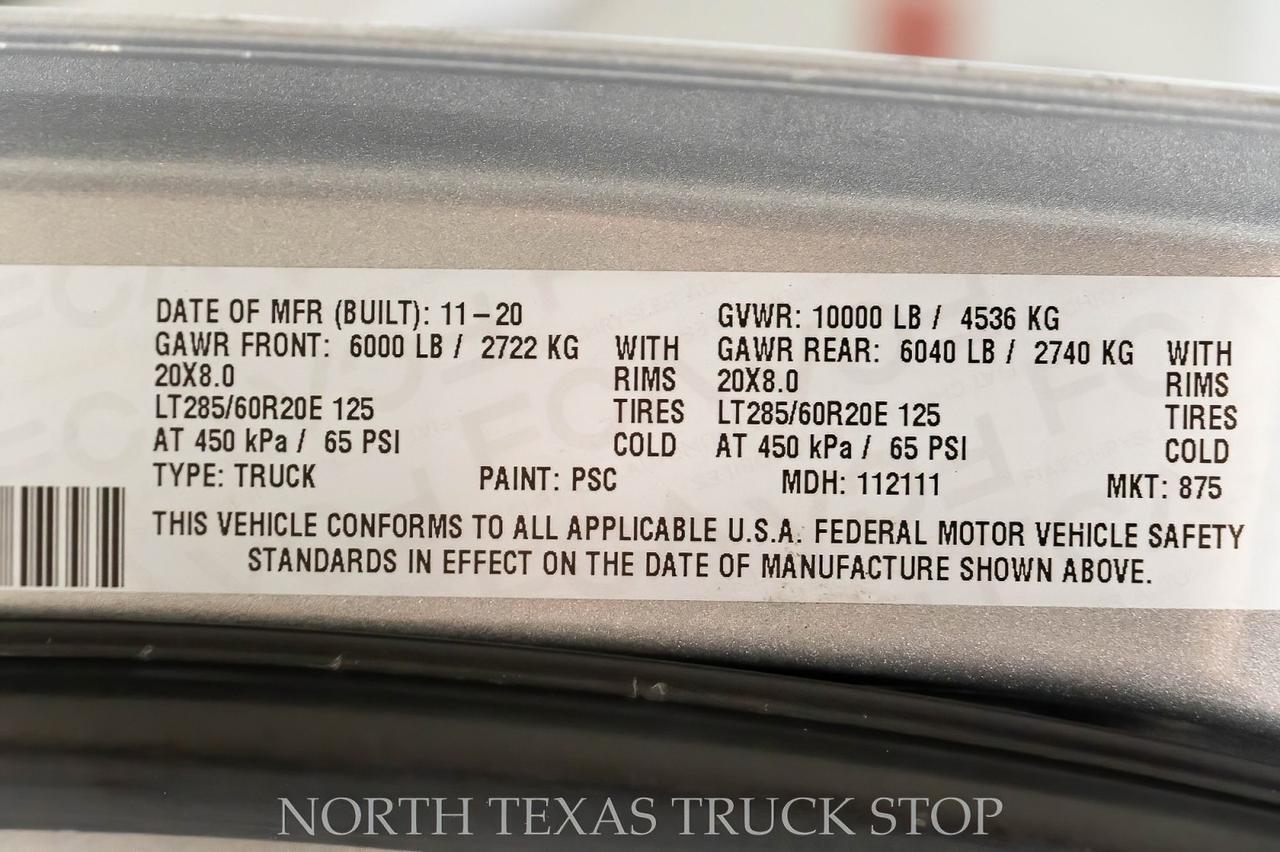 DATE OF MFR (BUILT): 11-20 GVWR: 10000 LB / 4536 KG
GAWR FRONT: 6000 LB / 2722 KG WITH GAWR REAR: 6040 LB / 2740 KG WITH
20X8.0 RIMS 20X8.0 RIMS
LT285/60R20E 125 TIRES LT285/60R20E 125 TIRES
AT 450 kPa / 65 PSI COLD AT 450 kPa / 65 PSI COLD
TYPE: TRUCK PAINT: PSC MDH: 112111 MKT: 875
THIS VEHICLE CONFORMS TO ALL APPLICABLE U.S.A. FEDERAL MOTOR VEHICLE SAFETY
STANDARDS IN EFFECT ON THE DATE OF MANUFACTURE SHOWN ABOVE.
NORTH TEXAS TRUCK STOP